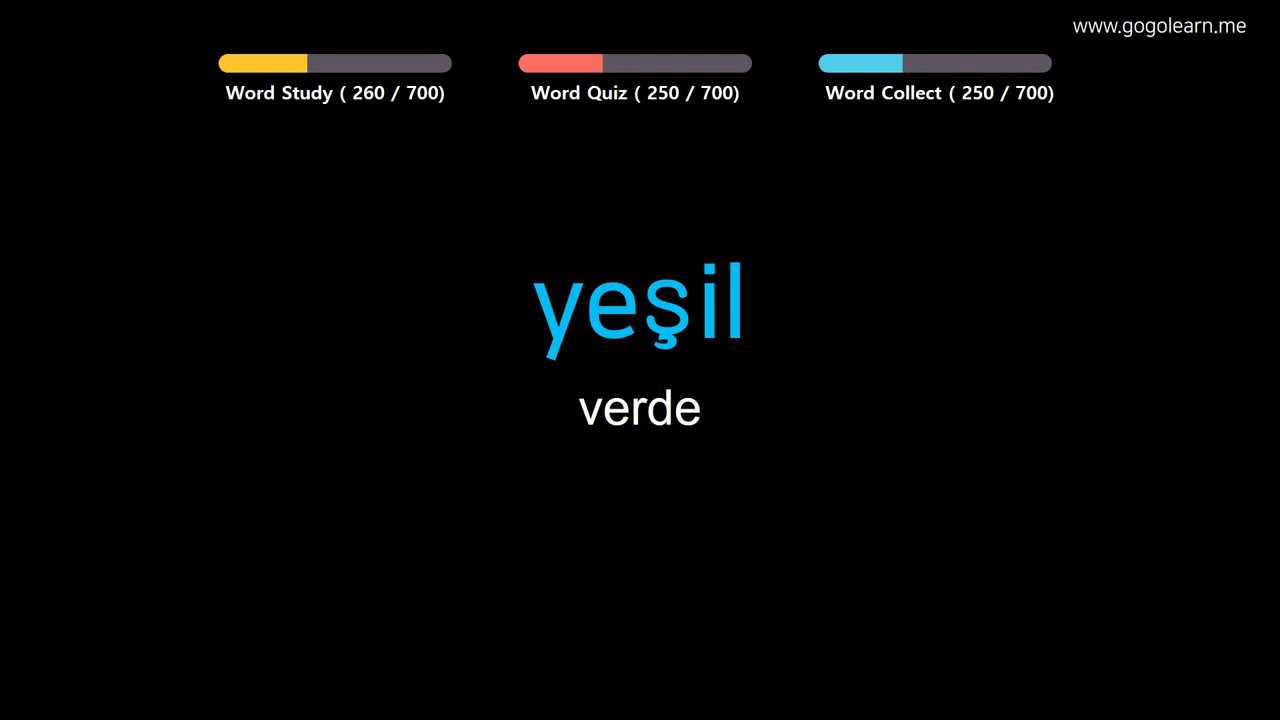 www.gogolearn.me
Word Study ( 260 / 700)
Word Quiz ( 250 / 700)
Word Collect ( 250 / 700)
yeşil
verde